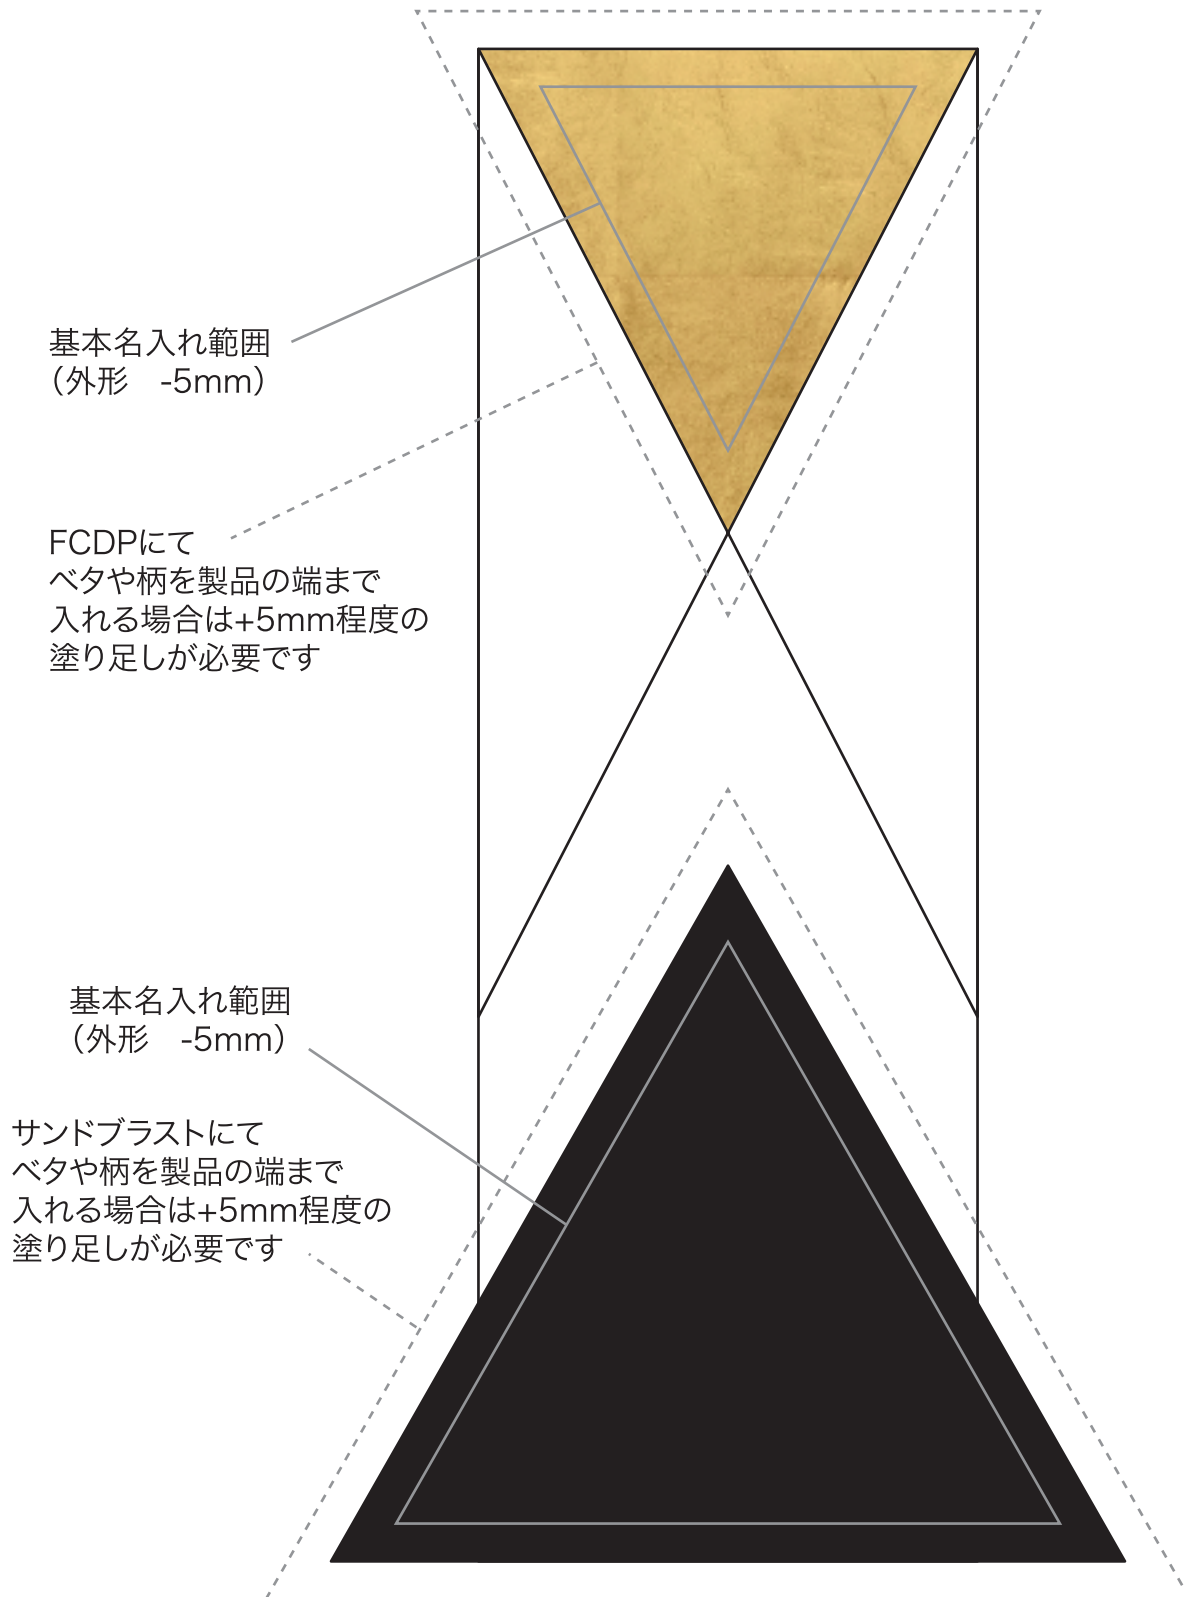 基本名入れ範囲
（外形　-5mm）
FCDPにて
ベタや柄を製品の端まで
入れる場合は+5mm程度の
塗り足しが必要です
基本名入れ範囲
（外形　-5mm）
サンドブラストにて
ベタや柄を製品の端まで
入れる場合は+5mm程度の
塗り足しが必要です